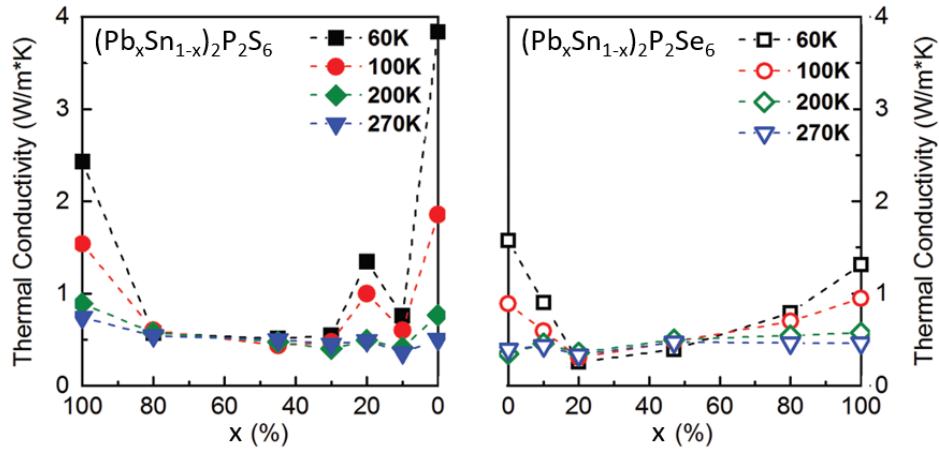 (PbₓSn₁₋ₓ)₂P₂S₆
60K
100K
200K
270K
Thermal Conductivity (W/m*K)
4
3
2
1
0
100 80 60 40 20 0
x (%)
(PbₓSn₁₋ₓ)₂P₂Se₆
60K
100K
200K
270K
4
3
2
1
0
Thermal Conductivity (W/m*K)
0 20 40 60 80 100
x (%)